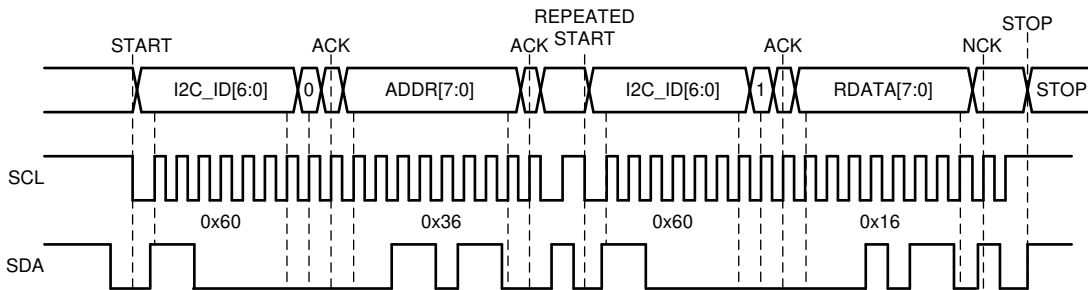 REPEATED
START
STOP
START ACK ACK ACK NCK
I2C_ID[6:0] 0 ADDR[7:0] I2C_ID[6:0] 1 RDATA[7:0] STOP
SCL
0x60 0x36 0x60 0x16
SDA